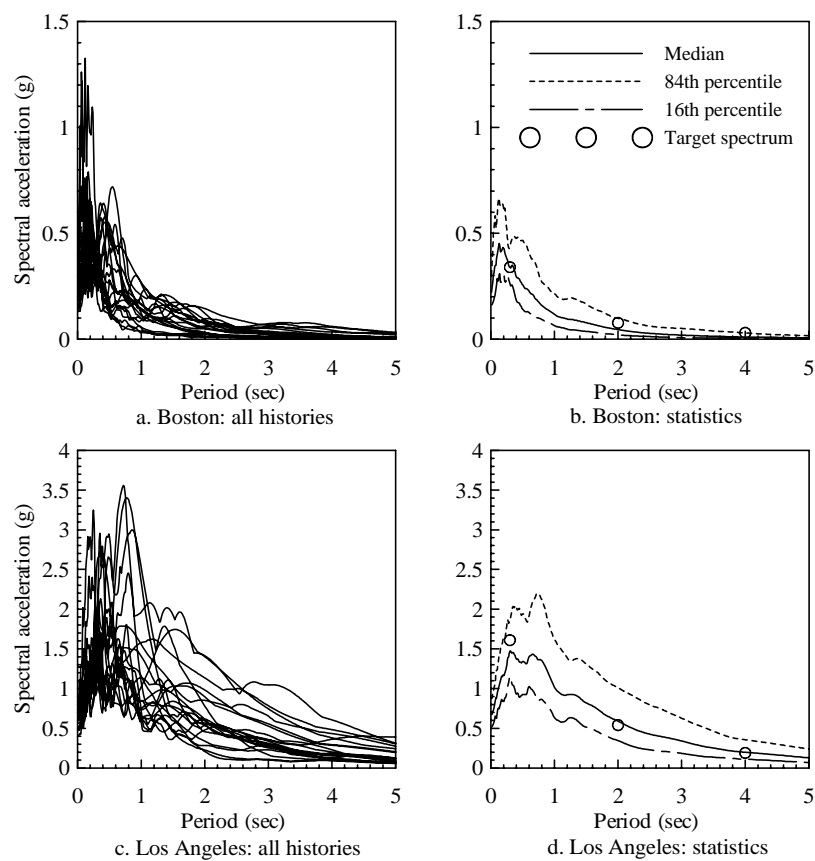 1.5
1
0.5
0
Spectral acceleration (g)
0 1 2 3 4 5
Period (sec)
a. Boston: all histories
1.5
1
0.5
0
Median
84th percentile
16th percentile
Target spectrum
0 1 2 3 4 5
Period (sec)
b. Boston: statistics
4
3.5
3
2.5
2
1.5
1
0.5
0
Spectral acceleration (g)
0 1 2 3 4 5
Period (sec)
c. Los Angeles: all histories
4
3.5
3
2.5
2
1.5
1
0.5
0
0 1 2 3 4 5
Period (sec)
d. Los Angeles: statistics